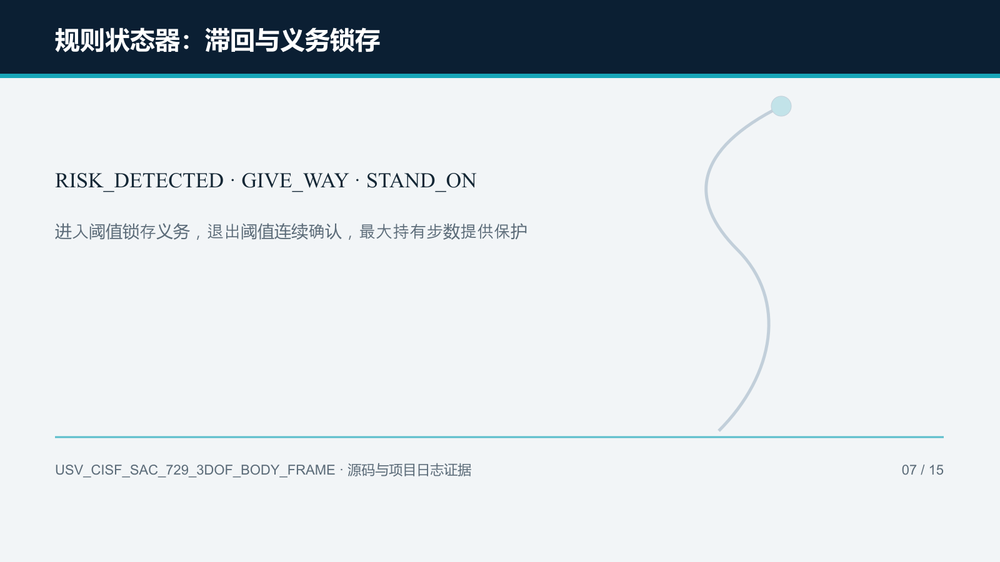 规则状态器：滞回与义务锁存
RISK_DETECTED · GIVE_WAY · STAND_ON
进入阈值锁存义务，退出阈值连续确认，最大持有步数提供保护
USV_CISF_SAC_729_3DOF_BODY_FRAME · 源码与项目日志证据
07 / 15